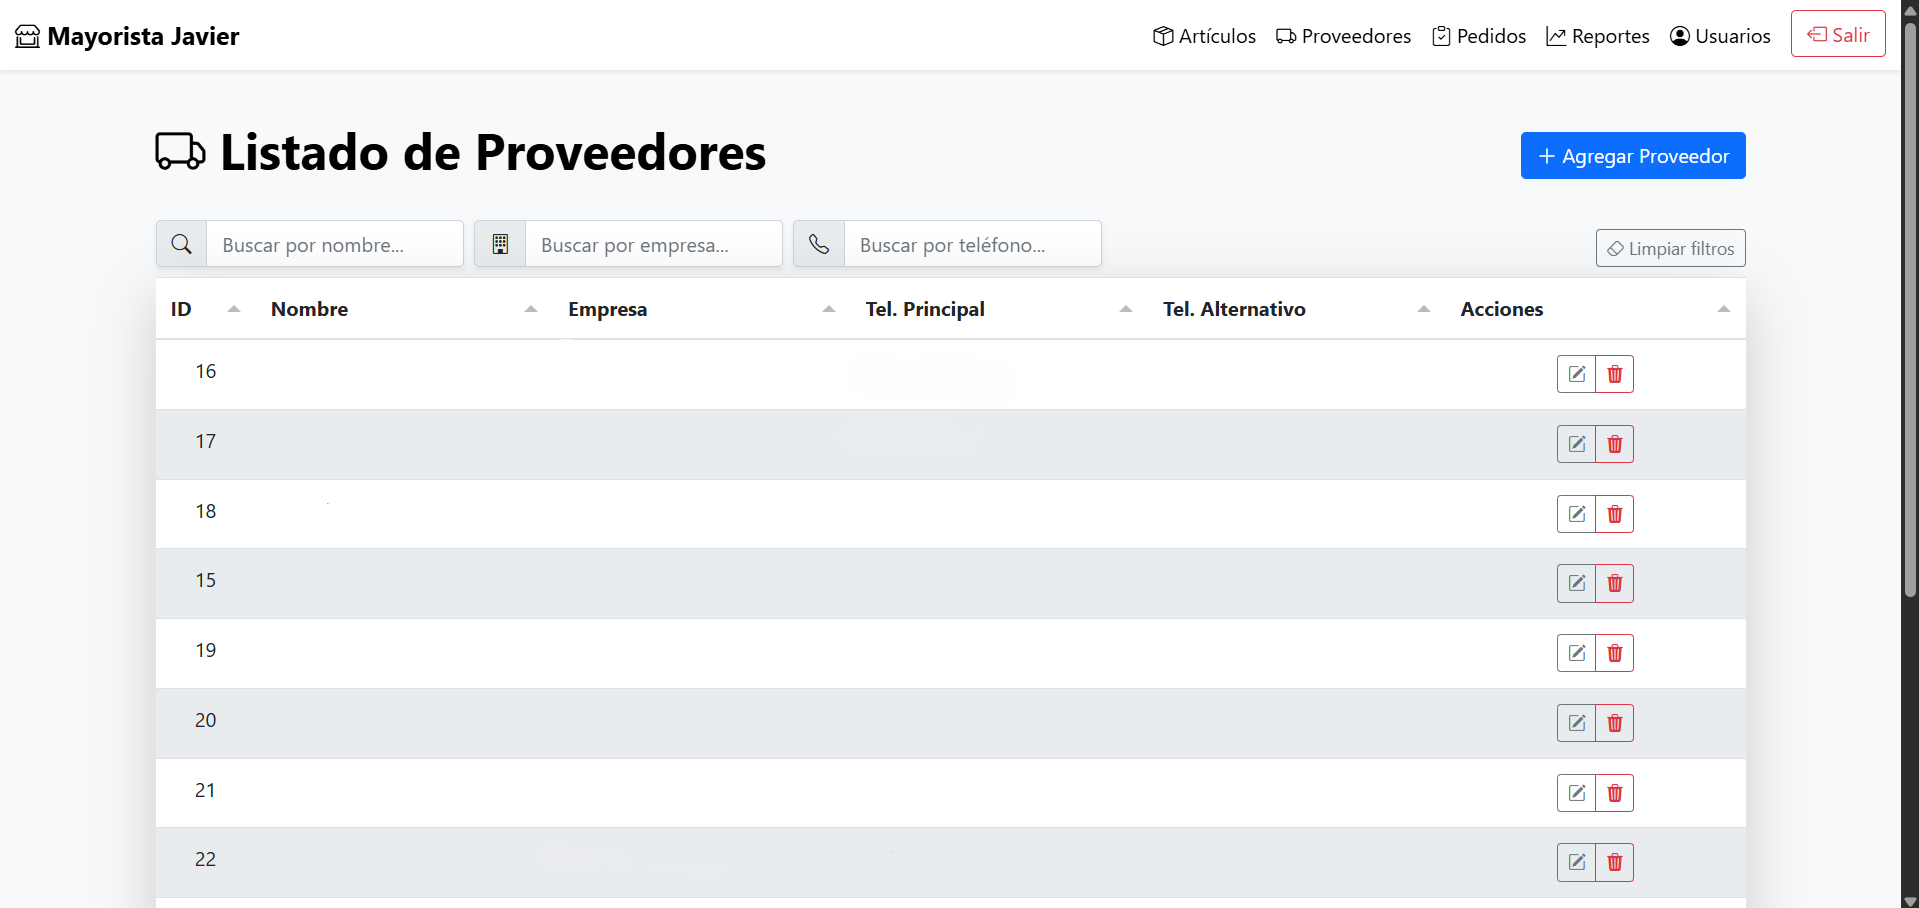 Mayorista Javier
Artículos Proveedores Pedidos Reportes Usuarios Salir
Listado de Proveedores
+ Agregar Proveedor
Buscar por nombre... Buscar por empresa... Buscar por teléfono...
Limpiar filtros
ID Nombre Empresa Tel. Principal Tel. Alternativo Acciones
16
17
18
15
19
20
21
22